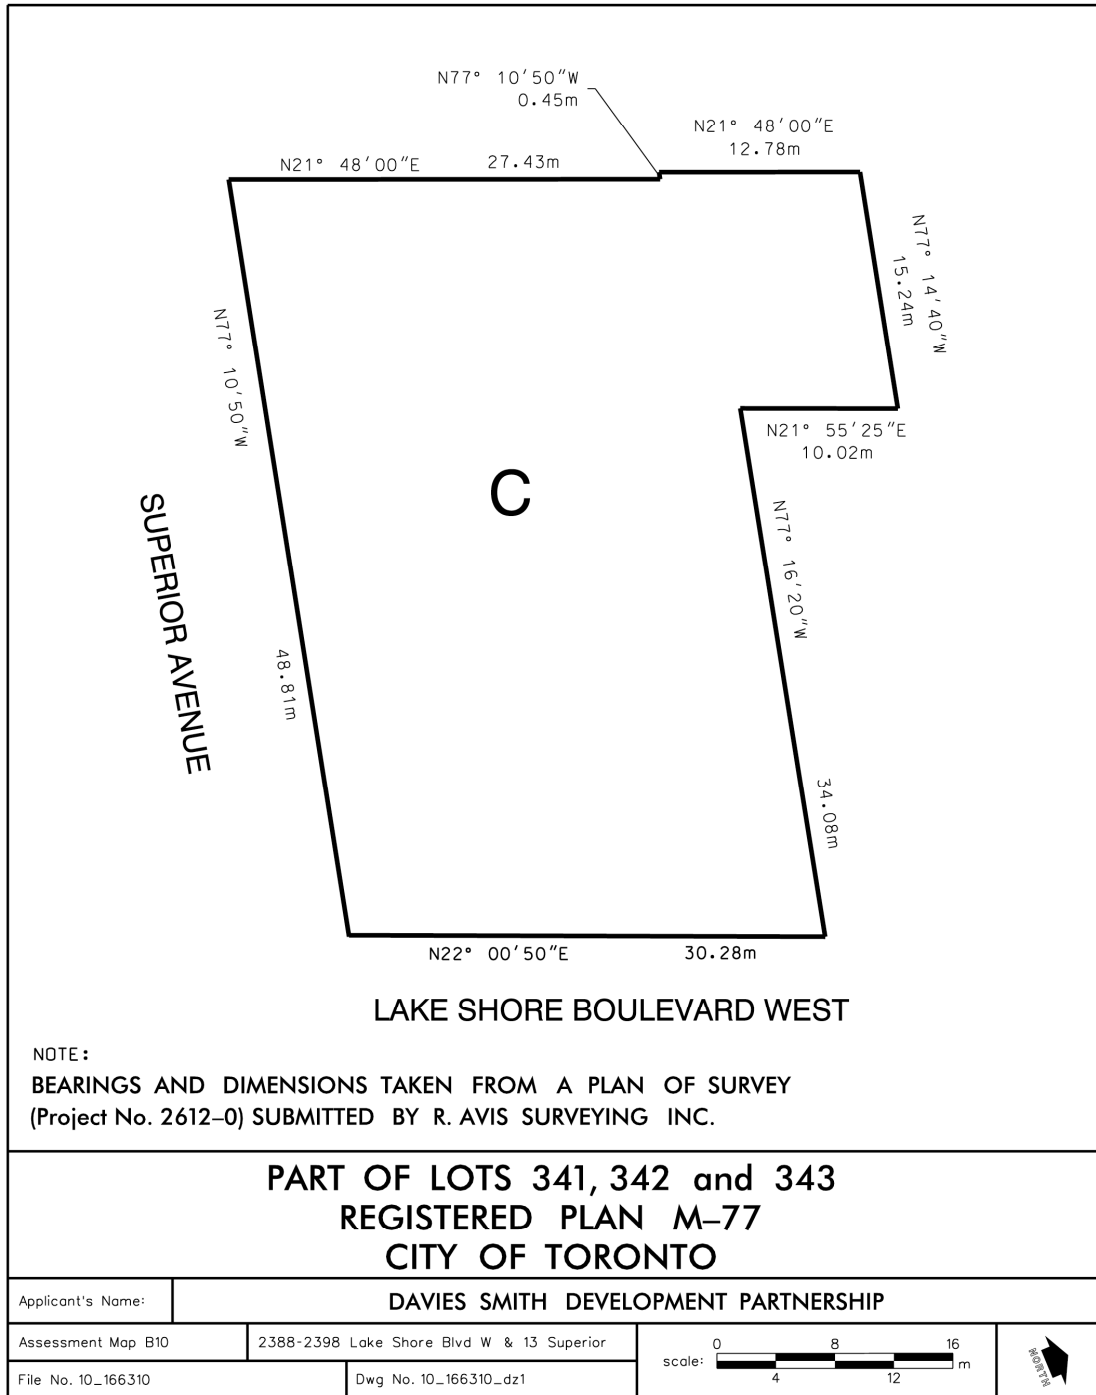 N77° 10'50"W
0.45m
N21° 48'00"E
12.78m
N21° 48'00"E 27.43m
N77° 14'40"W
15.24m
N77° 10'50"W
N21° 55'25"E
10.02m
C
N77° 16'20"W
SUPERIOR AVENUE
48.81m
34.08m
N22° 00'50"E 30.28m
LAKE SHORE BOULEVARD WEST
NOTE:
BEARINGS AND DIMENSIONS TAKEN FROM A PLAN OF SURVEY
(Project No. 2612–0) SUBMITTED BY R. AVIS SURVEYING INC.
PART OF LOTS 341, 342 and 343
REGISTERED PLAN M–77
CITY OF TORONTO
Applicant's Name: DAVIES SMITH DEVELOPMENT PARTNERSHIP
Assessment Map B10 2388-2398 Lake Shore Blvd W & 13 Superior
File No. 10_166310 Dwg No. 10_166310_dz1
0 8 16
scale: m
4 12
NORTH